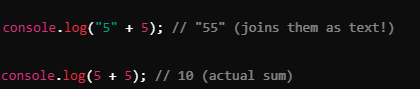 console.log("5" + 5); // "55" (joins them as text!)
console.log(5 + 5); // 10 (actual sum)